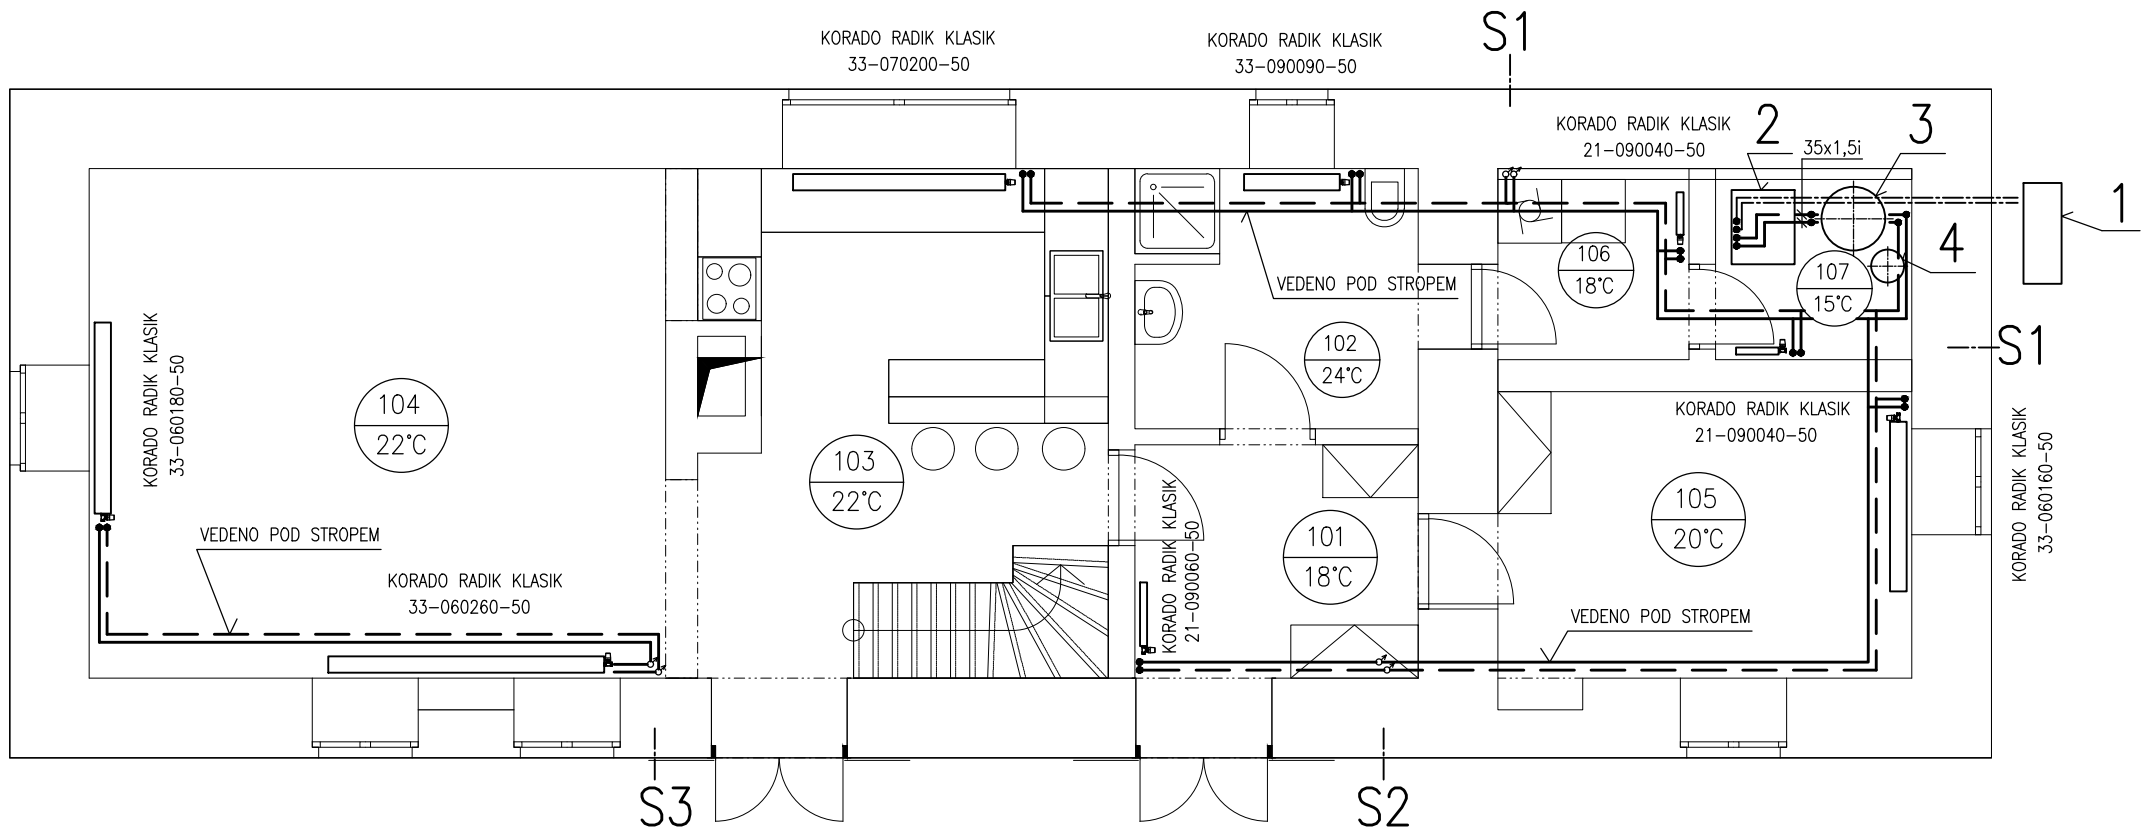 S1
KORADO RADIK KLASIK
33-070200-50
KORADO RADIK KLASIK
33-090090-50
KORADO RADIK KLASIK
21-090040-50
2
3
35x1,5i
1
4
106
18°C
107
15°C
VEDENO POD STROPEM
S1
102
24°C
KORADO RADIK KLASIK
33-060180-50
104
22°C
103
22°C
KORADO RADIK KLASIK
21-090040-50
KORADO RADIK KLASIK
33-060160-50
105
20°C
101
18°C
KORADO RADIK KLASIK
21-090060-50
VEDENO POD STROPEM
KORADO RADIK KLASIK
33-060260-50
VEDENO POD STROPEM
S3
S2